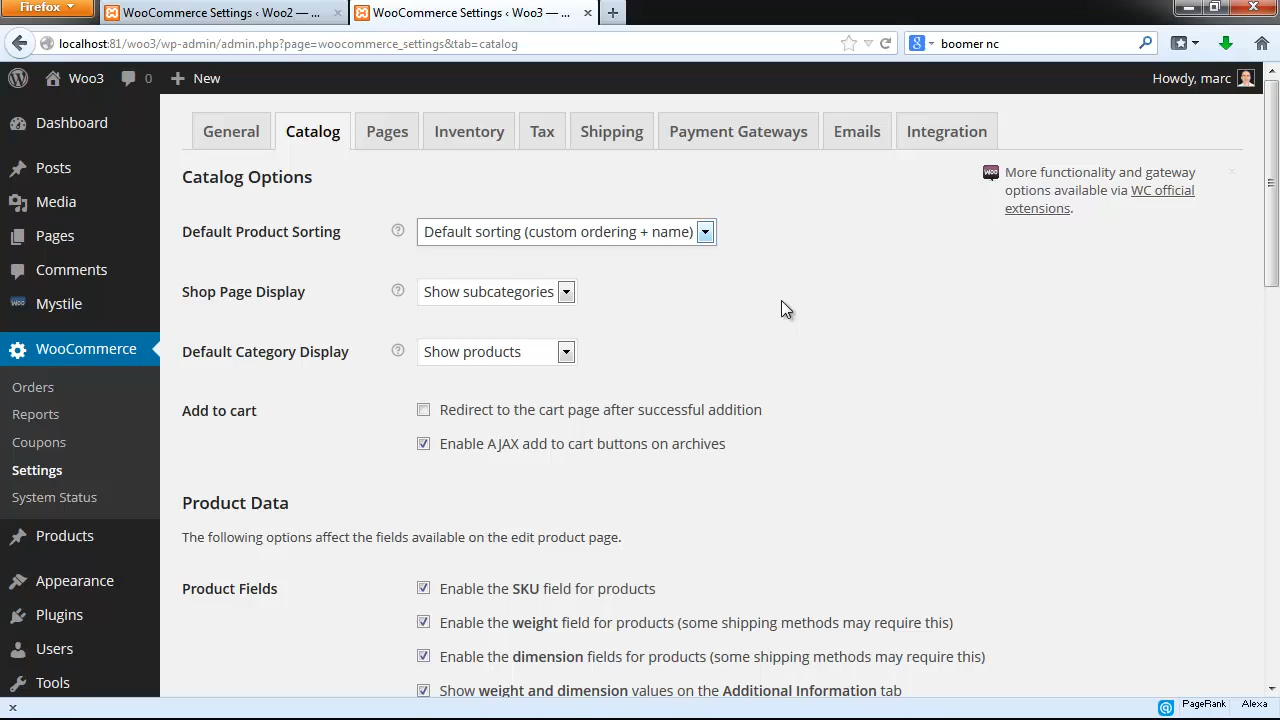 Firefox
WooCommerce Settings ‹ Woo2 — ...
WooCommerce Settings ‹ Woo3 — ...
localhost:81/woo3/wp-admin/admin.php?page=woocommerce_settings&tab=catalog
boomer nc
Woo3
0
New
Howdy, marc
Dashboard
Posts
Media
Pages
Comments
Mystile
WooCommerce
Orders
Reports
Coupons
Settings
System Status
Products
Appearance
Plugins
Users
Tools
General
Catalog
Pages
Inventory
Tax
Shipping
Payment Gateways
Emails
Integration
Catalog Options
Woo
More functionality and gateway
options available via WC official
extensions.
Default Product Sorting
?
Default sorting (custom ordering + name)
Shop Page Display
?
Show subcategories
Default Category Display
?
Show products
Add to cart
Redirect to the cart page after successful addition
Enable AJAX add to cart buttons on archives
Product Data
The following options affect the fields available on the edit product page.
Product Fields
Enable the SKU field for products
Enable the weight field for products (some shipping methods may require this)
Enable the dimension fields for products (some shipping methods may require this)
Show weight and dimension values on the Additional Information tab
PageRank
Alexa